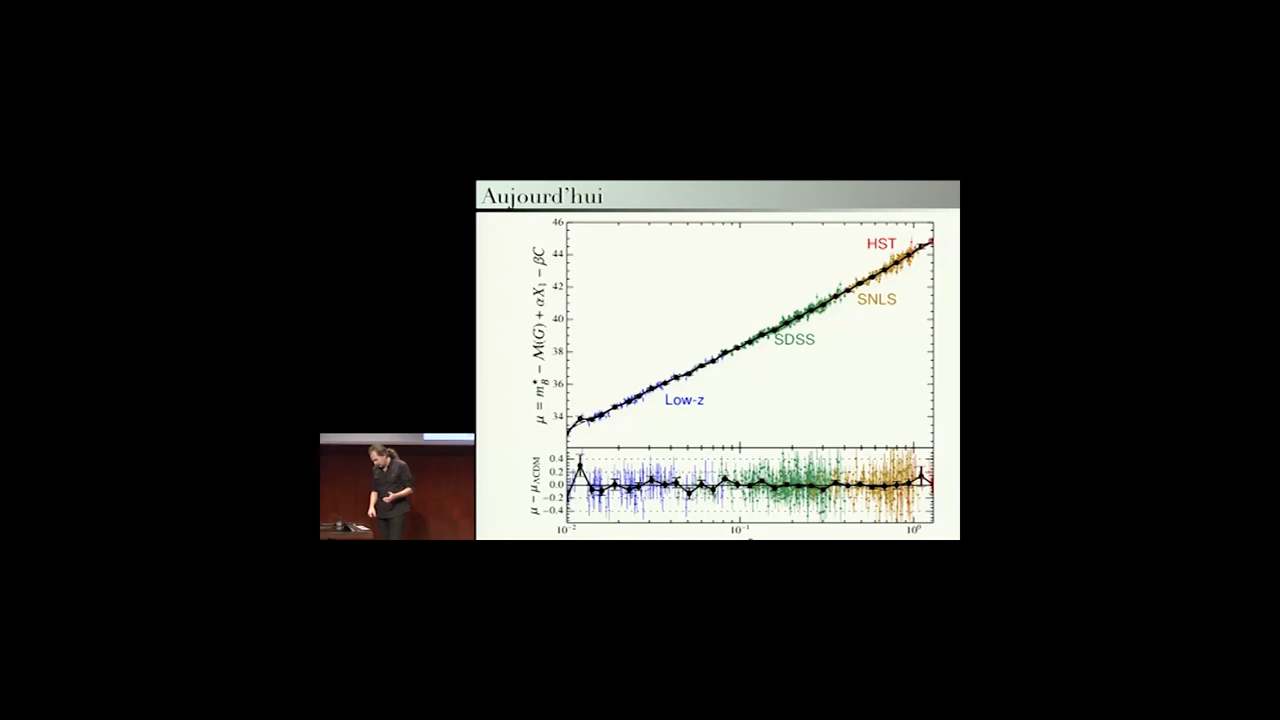 Aujourd'hui
46
44
42
40
38
36
34
μ = m*B − M(G) + αX1 − βC
HST
SNLS
SDSS
Low-z
0.4
0.2
0.0
−0.2
−0.4
μ − μΛCDM
10^-2
10^-1
10^0